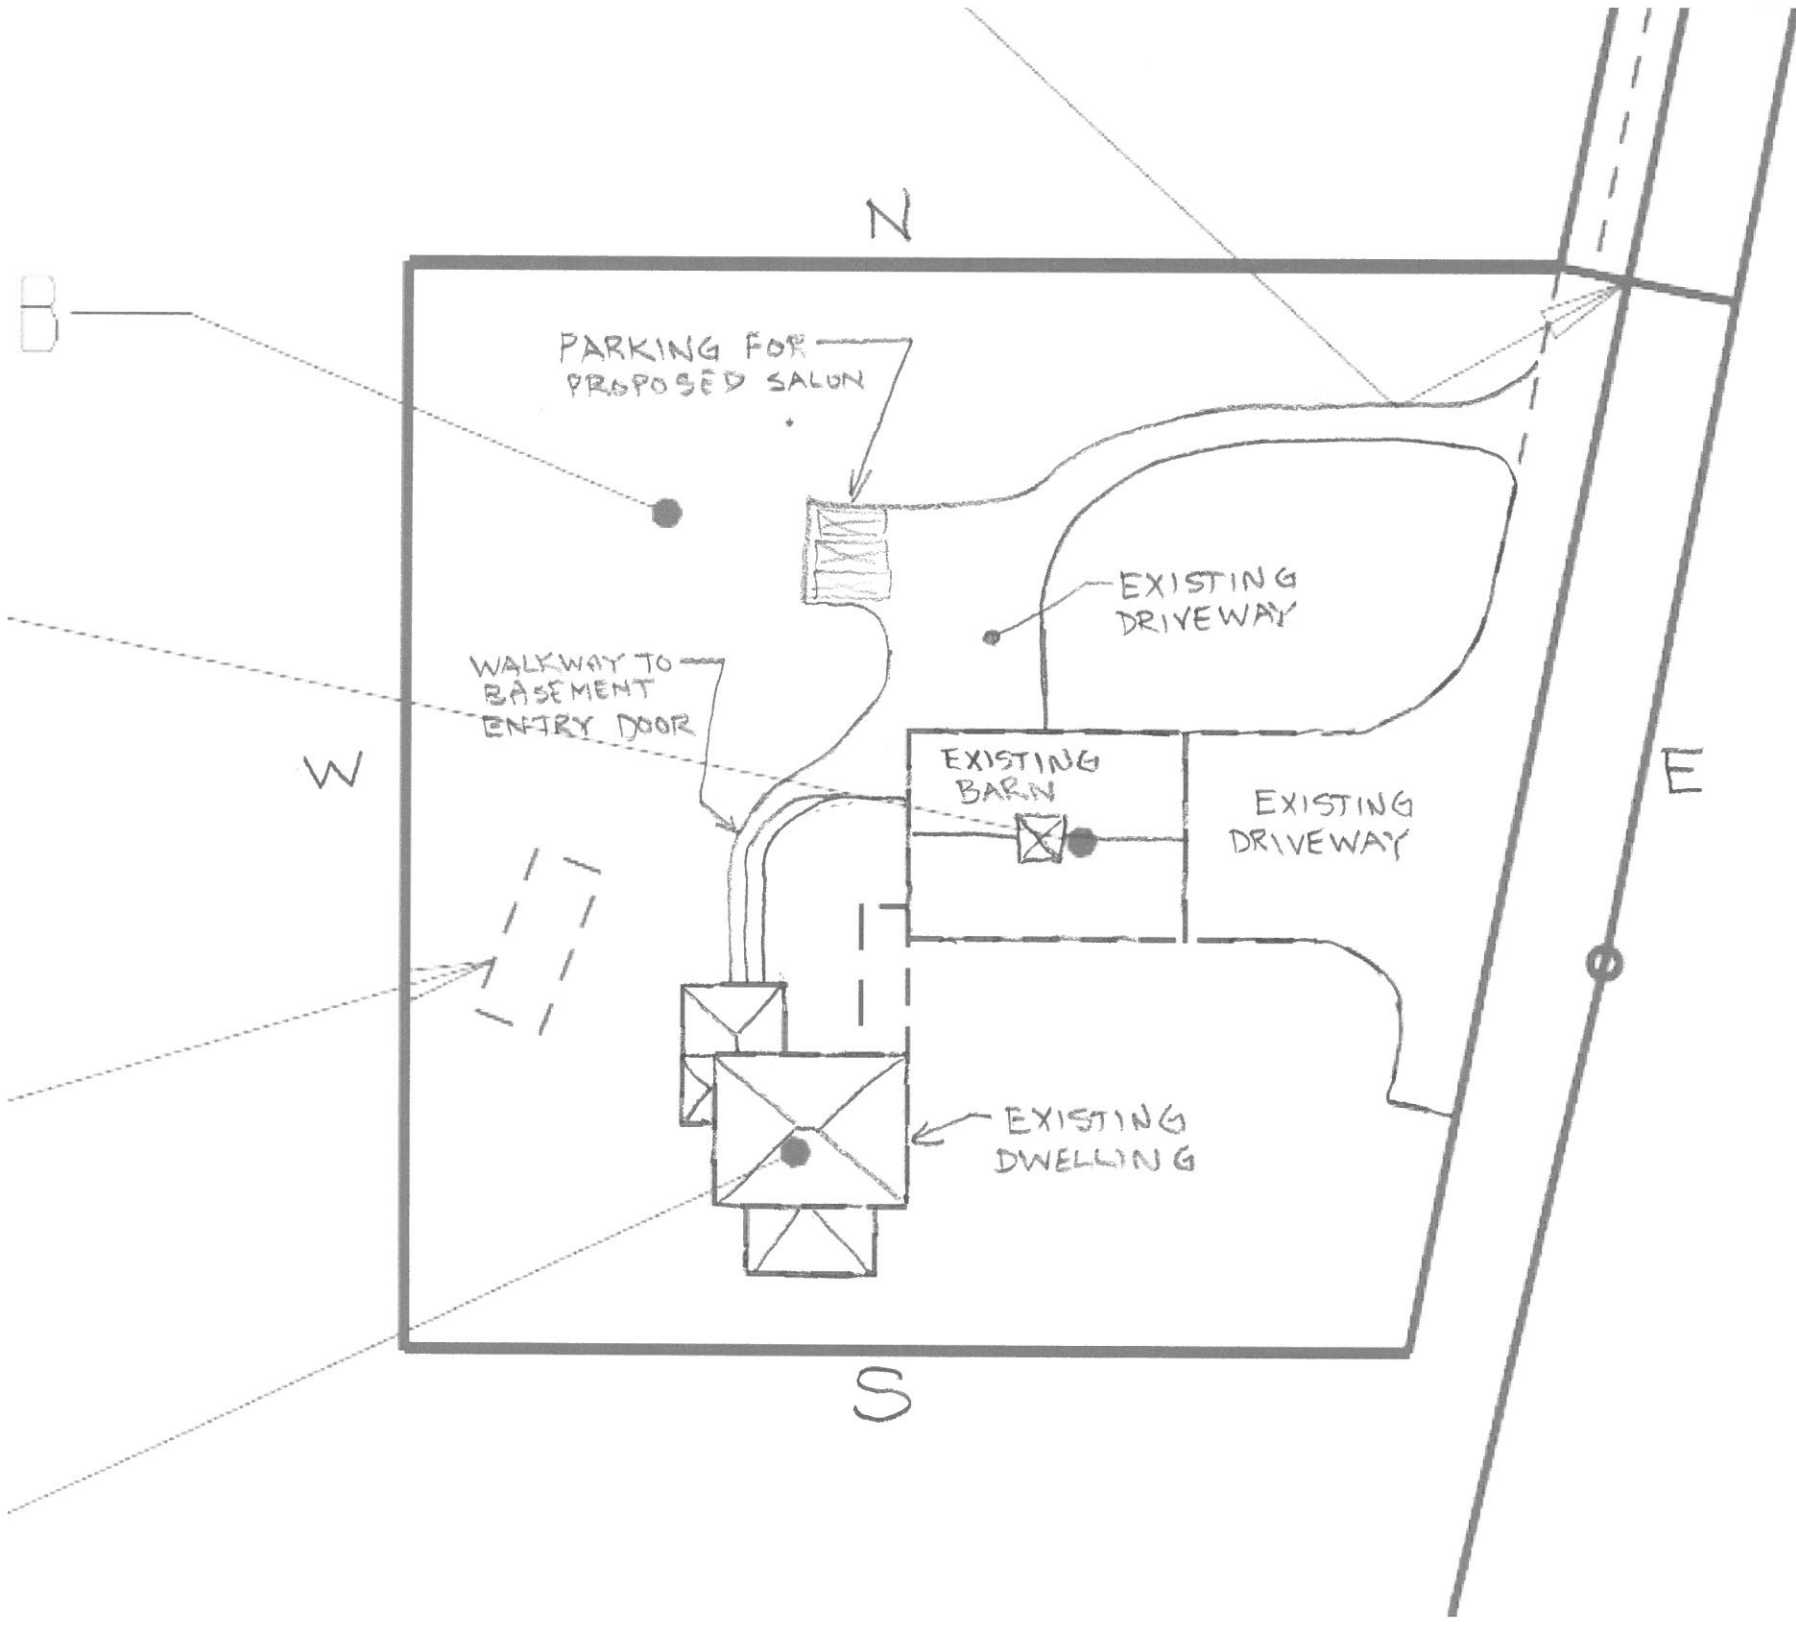 N
B
PARKING FOR
PROPOSED SALON
EXISTING
DRIVEWAY
WALKWAY TO
BASEMENT
ENTRY DOOR
W
E
EXISTING
BARN
EXISTING
DRIVEWAY
EXISTING
DWELLING
S